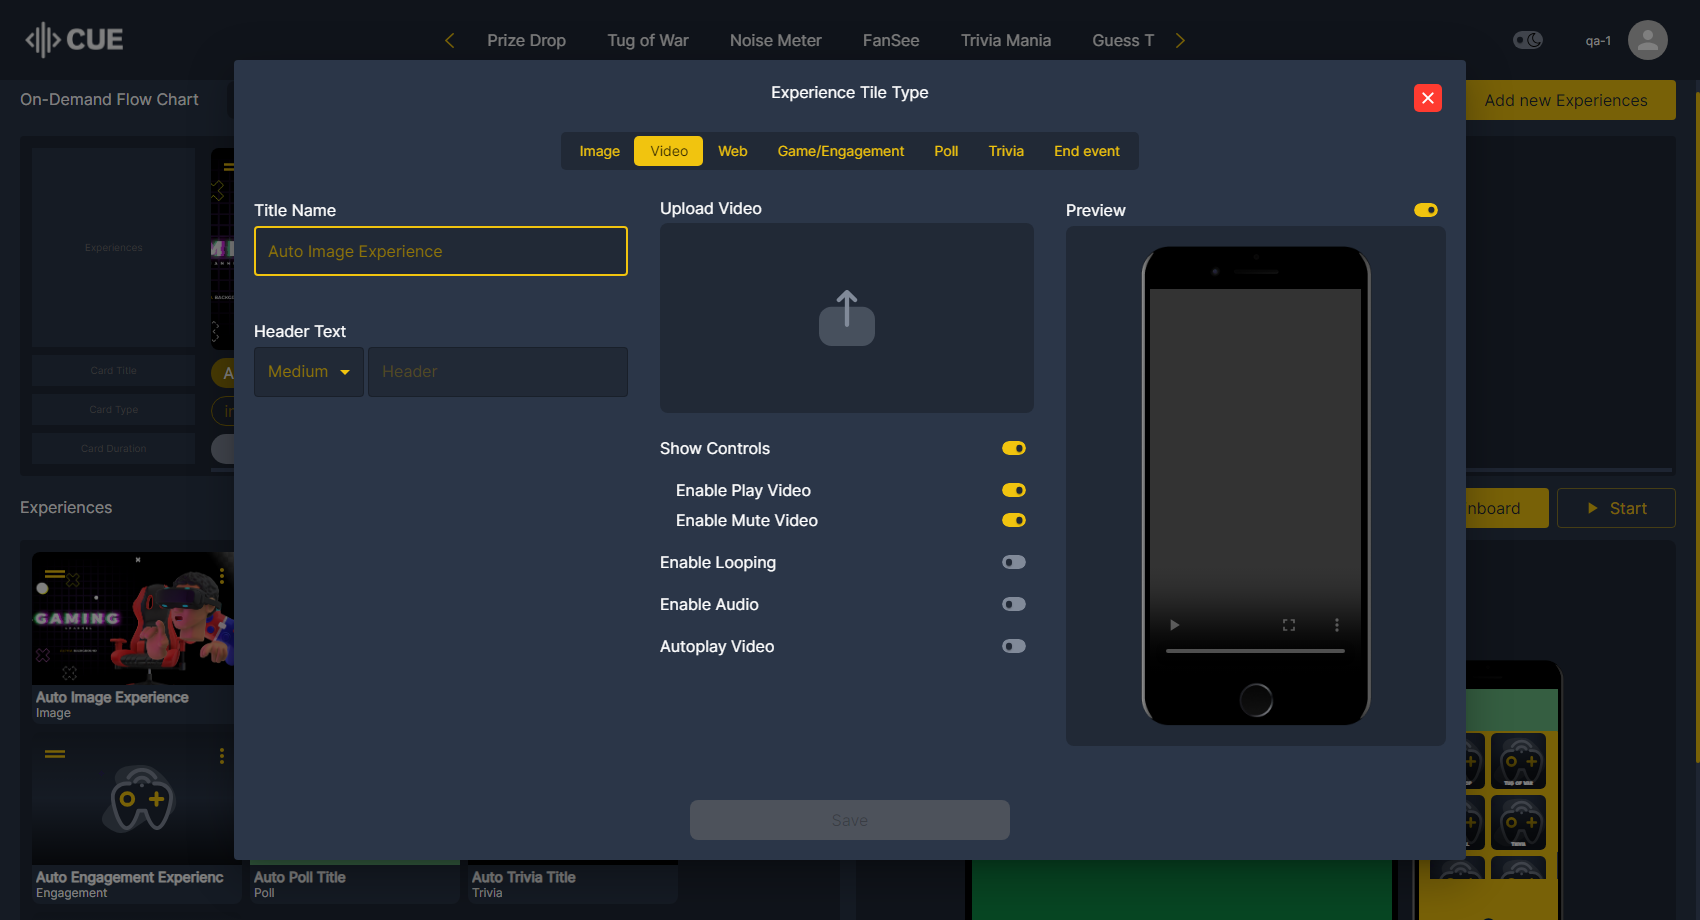 CUE
Prize Drop
Tug of War
Noise Meter
FanSee
Trivia Mania
Guess T
qa-1
On-Demand Flow Chart
Add new Experiences
Experience Tile Type
Image
Video
Web
Game/Engagement
Poll
Trivia
End event
Title Name
Auto Image Experience
Header Text
Medium
Header
Upload Video
Show Controls
Enable Play Video
Enable Mute Video
Enable Looping
Enable Audio
Autoplay Video
Preview
Save
Experiences
Card Title
Card Type
Card Duration
A
in
Experiences
nboard
Start
GAMING
Auto Image Experience
Image
Auto Engagement Experienc
Engagement
Auto Poll Title
Poll
Auto Trivia Title
Trivia